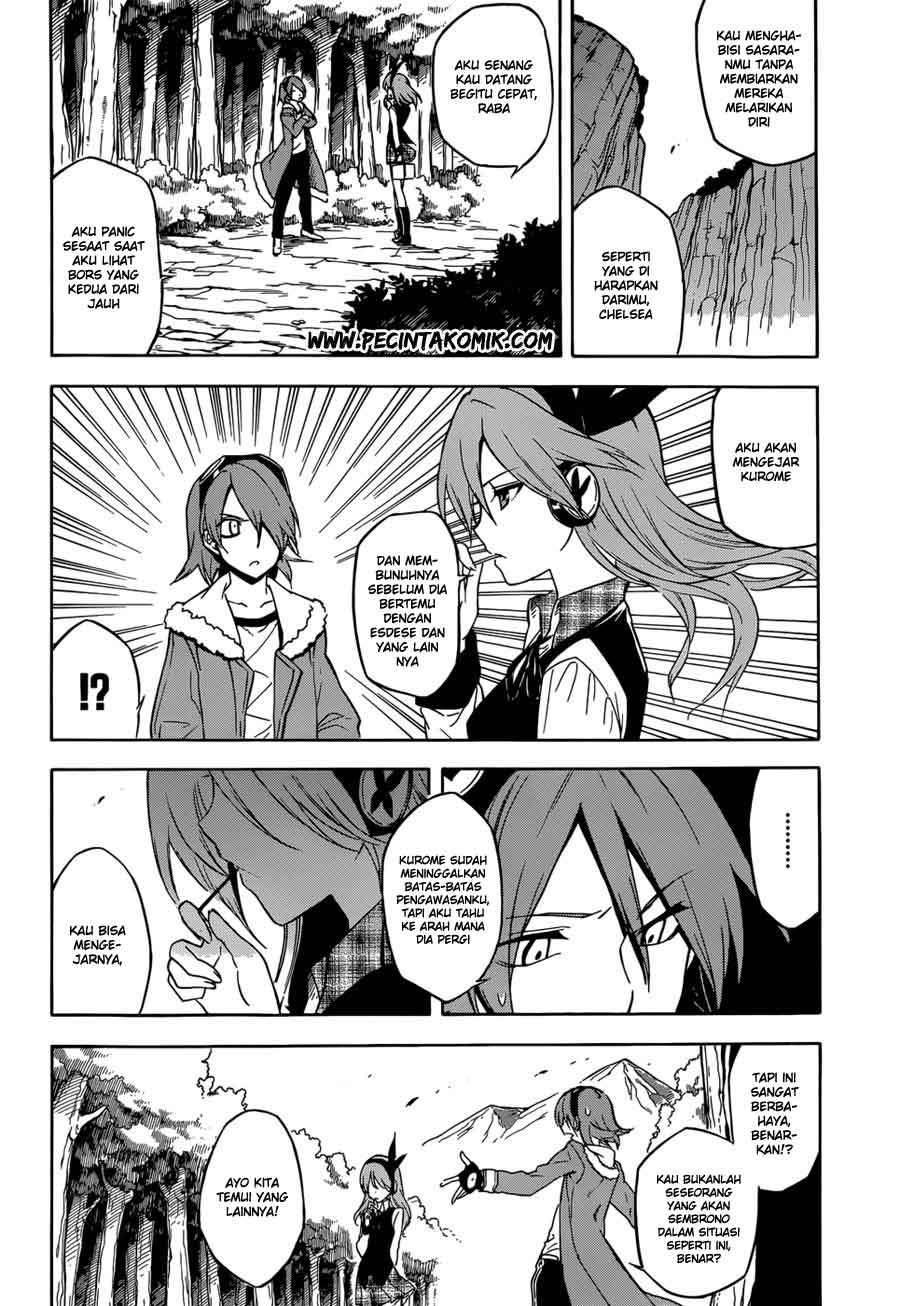 KAU MENGHA-
BISI SASARA-
NMU TANPA
MEMBIARKAN
MEREKA
MELARIKAN
DIRI
SEPERTI
YANG DI
HARAPKAN
DARIMU,
CHELSEA
AKU SENANG
KAU DATANG
BEGITU CEPAT,
RABA
AKU PANIC
SESAAT SAAT
AKU LIHAT
BORS YANG
KEDUA DARI
JAUH
WWW.PECINTAKOMIK.COM
AKU AKAN
MENGEJAR
KUROME
DAN MEM-
BUNUHNYA
SEBELUM DIA
BERTEMU
DENGAN
ESDESE DAN
YANG LAIN
NYA
!?
.........
KUROME SUDAH
MENINGGALKAN
BATAS-BATAS
PENGAWASANKU,
TAPI AKU TAHU
KE ARAH MANA
DIA PERGI
KAU BISA
MENGE-
JARNYA,
TAPI INI
SANGAT
BERBA-
HAYA,
BENAR-
KAN!?
KAU BUKANLAH
SESEORANG
YANG AKAN
SEMBRONO
DALAM SITUASI
SEPERTI INI,
BENAR?
AYO KITA
TEMUI YANG
LAINNYA!